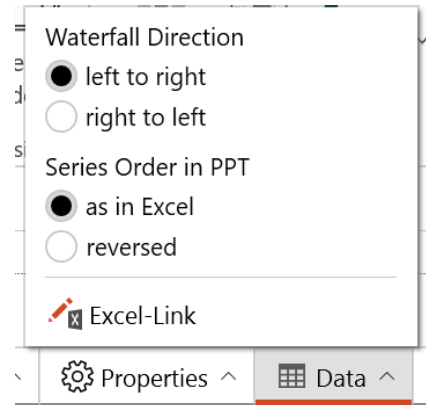 Waterfall Direction
left to right
right to left
Series Order in PPT
as in Excel
reversed
Excel-Link
Properties
Data